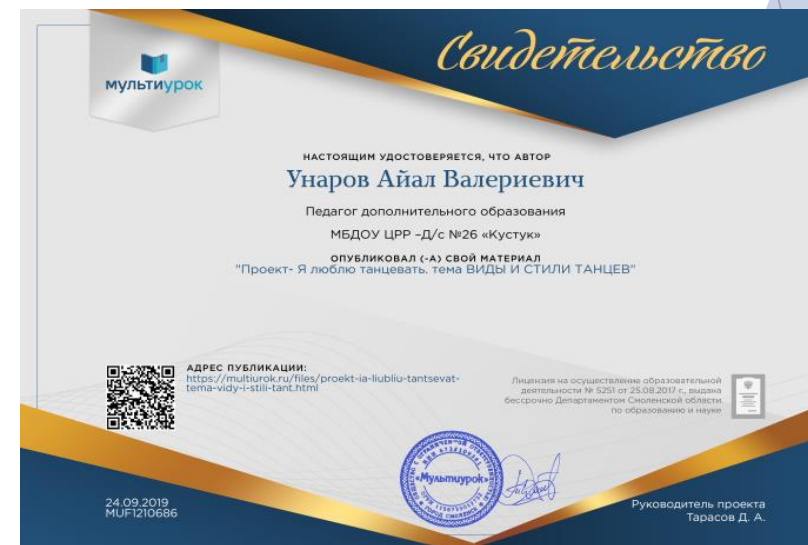 Свидетельство
мультиурок
НАСТОЯЩИМ УДОСТОВЕРЯЕТСЯ, ЧТО АВТОР
Унаров Айал Валериевич
Педагог дополнительного образования
МБДОУ ЦРР –Д/с №26 «Кустук»
ОПУБЛИКОВАЛ (-А) СВОЙ МАТЕРИАЛ
"Проект- Я люблю танцевать. тема ВИДЫ И СТИЛИ ТАНЦЕВ"
АДРЕС ПУБЛИКАЦИИ:
https://multiurok.ru/files/proekt-ia-liubliu-tantsevat-
tema-vidy-i-stili-tant.html
Лицензия на осуществление образовательной
деятельности № 5251 от 25.08.2017 г., выдана
бессрочно Департаментом Смоленской области
по образованию и науке
«Мультиурок»
24.09.2019
MUF1210686
Руководитель проекта
Тарасов Д. А.